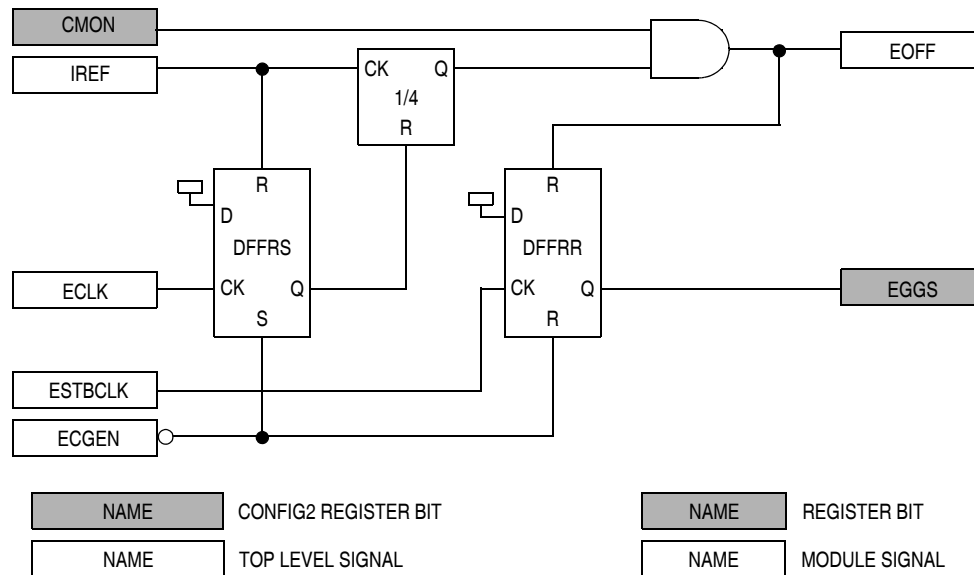 CMON
EOFF
IREF
CK Q
1/4
R
R
D
DFFRS
CK Q
S
R
D
DFFRR
CK Q
R
ECLK
EGGS
ESTBCLK
ECGEN
NAME CONFIG2 REGISTER BIT
NAME REGISTER BIT
NAME TOP LEVEL SIGNAL
NAME MODULE SIGNAL